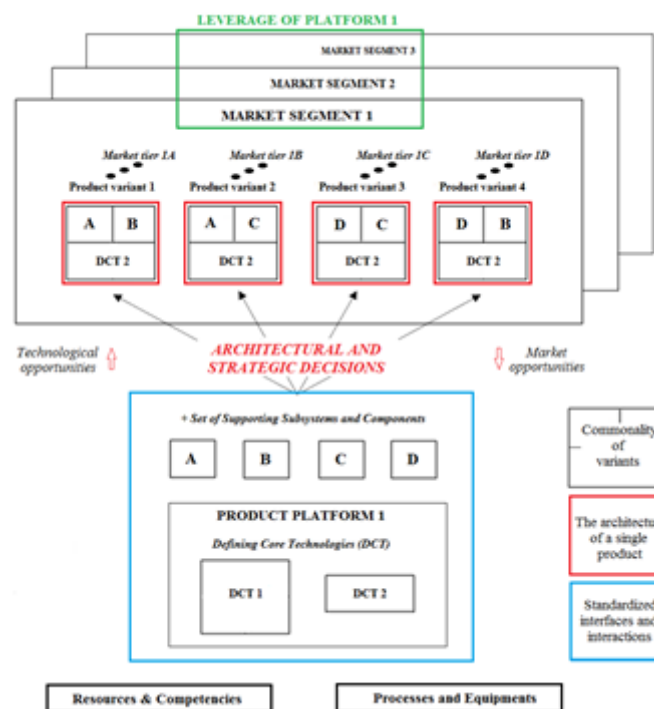 LEVERAGE OF PLATFORM 1
MARKET SEGMENT 3
MARKET SEGMENT 2
MARKET SEGMENT 1
Market tier 1A
Market tier 1B
Market tier 1C
Market tier 1D
Product variant 1
Product variant 2
Product variant 3
Product variant 4
A B
A C
D C
D B
DCT 2
DCT 2
DCT 2
DCT 2
Technological
opportunities
ARCHITECTURAL AND
STRATEGIC DECISIONS
Market
opportunities
+ Set of Supporting Subsystems and Components
A B C D
PRODUCT PLATFORM 1
Defining Core Technologies (DCT)
DCT 1
DCT 2
Commonality
of
variants
The architectu
of a single
product
Standardized
interfaces and
interactions
Resources & Competencies
Processes and Equipments